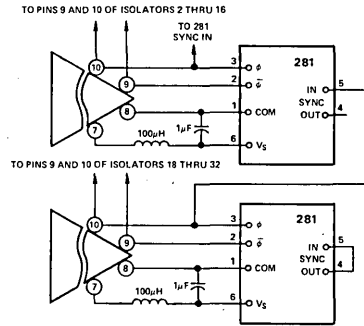 TO PINS 9 AND 10 OF ISOLATORS 2 THRU 16
TO 281
SYNC IN
10
9
8
7
100μH
1μF
3 φ
2 φ̅
1 COM
6 VS
281
IN 5
SYNC
OUT 4
TO PINS 9 AND 10 OF ISOLATORS 18 THRU 32
10
9
8
7
100μH
1μF
3 φ
2 φ̅
1 COM
6 VS
281
IN 5
SYNC
OUT 4